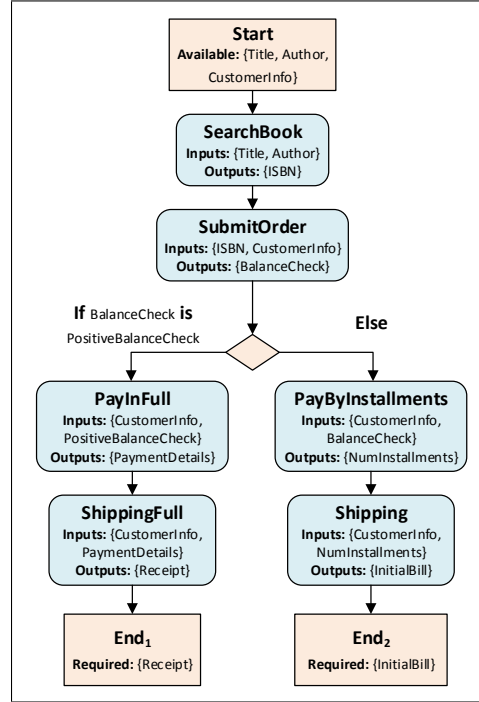 Start
Available: {Title, Author,
CustomerInfo}
SearchBook
Inputs: {Title, Author}
Outputs: {ISBN}
SubmitOrder
Inputs: {ISBN, CustomerInfo}
Outputs: {BalanceCheck}
If BalanceCheck is
PositiveBalanceCheck
Else
PayInFull
Inputs: {CustomerInfo,
PositiveBalanceCheck}
Outputs: {PaymentDetails}
PayByInstallments
Inputs: {CustomerInfo,
BalanceCheck}
Outputs: {NumInstallments}
ShippingFull
Inputs: {CustomerInfo,
PaymentDetails}
Outputs: {Receipt}
Shipping
Inputs: {CustomerInfo,
NumInstallments}
Outputs: {InitialBill}
End₁
Required: {Receipt}
End₂
Required: {InitialBill}